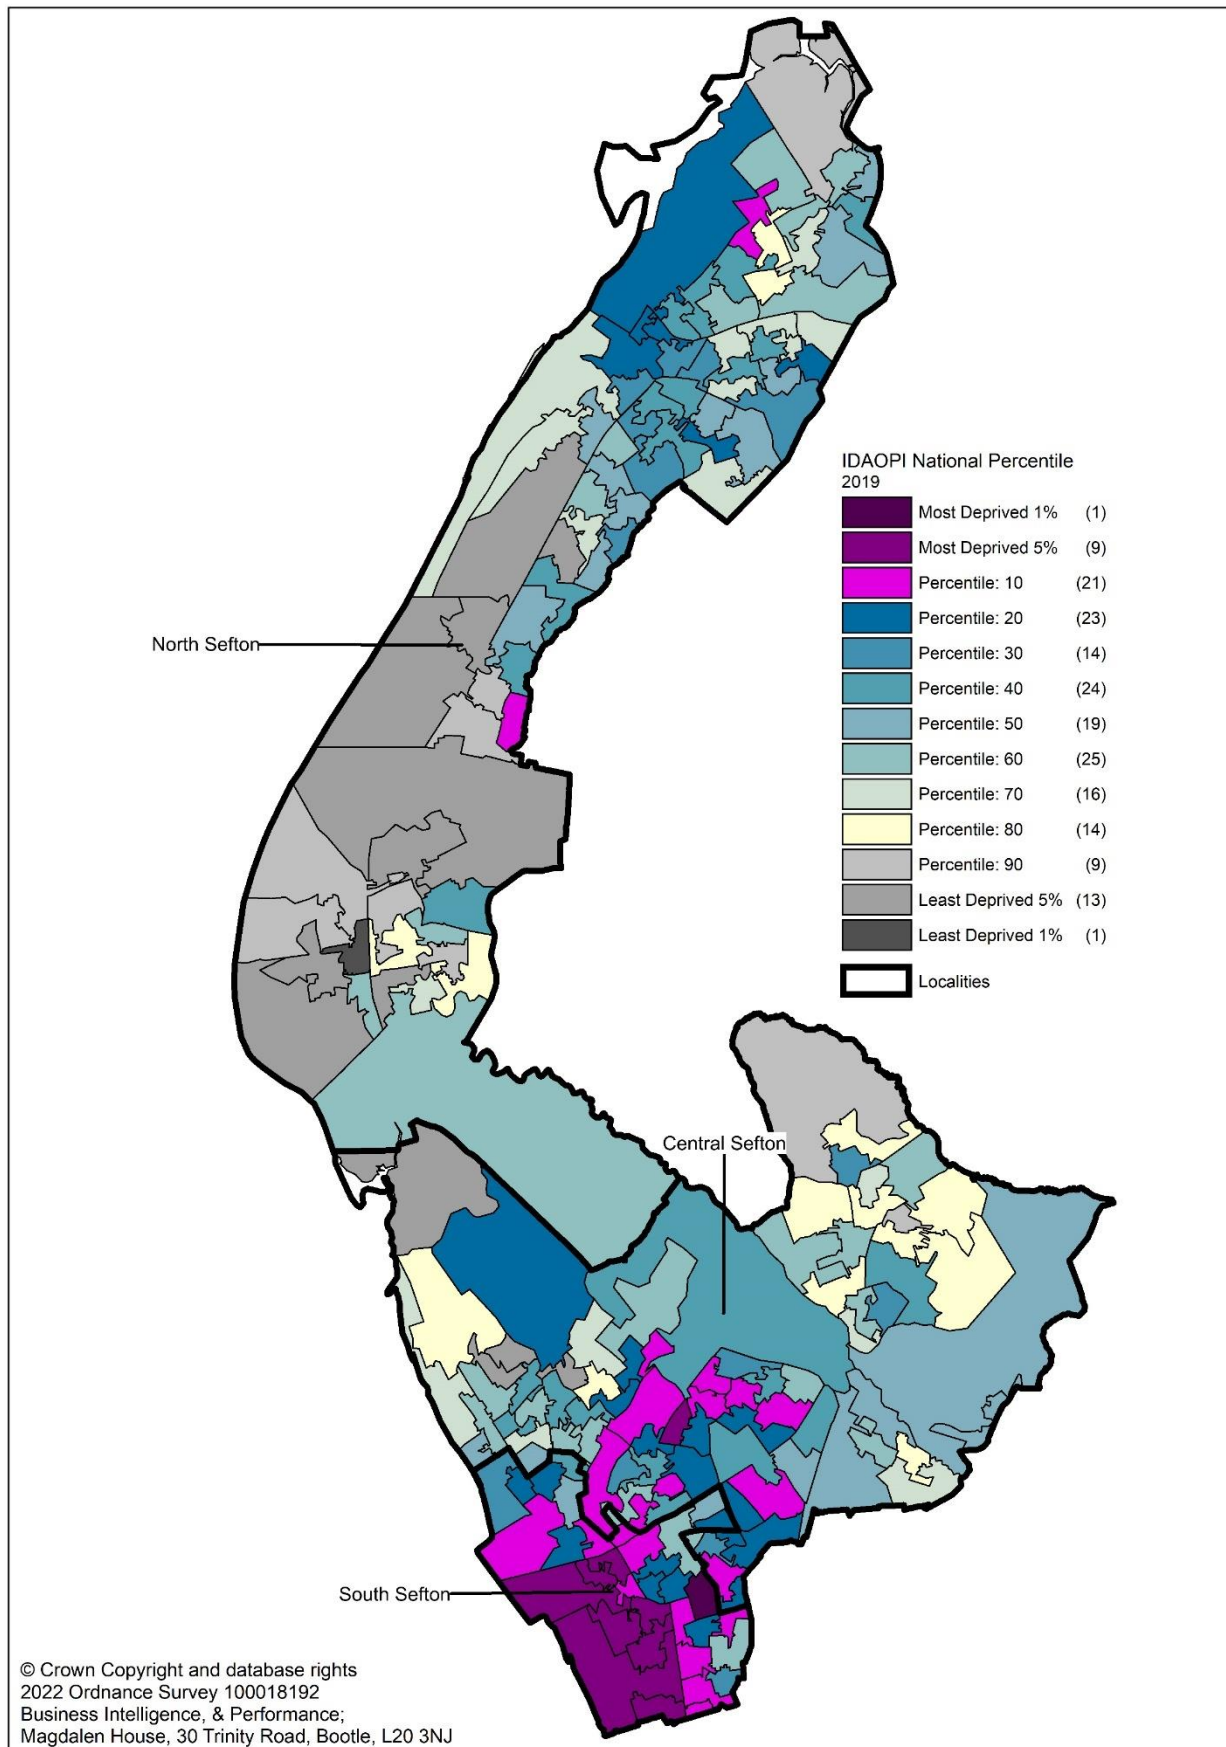 IDAOPI National Percentile
2019
Most Deprived 1% (1)
Most Deprived 5% (9)
Percentile: 10 (21)
Percentile: 20 (23)
Percentile: 30 (14)
Percentile: 40 (24)
Percentile: 50 (19)
Percentile: 60 (25)
Percentile: 70 (16)
Percentile: 80 (14)
Percentile: 90 (9)
Least Deprived 5% (13)
Least Deprived 1% (1)
Localities
North Sefton
Central Sefton
South Sefton
© Crown Copyright and database rights
2022 Ordnance Survey 100018192
Business Intelligence, & Performance;
Magdalen House, 30 Trinity Road, Bootle, L20 3NJ